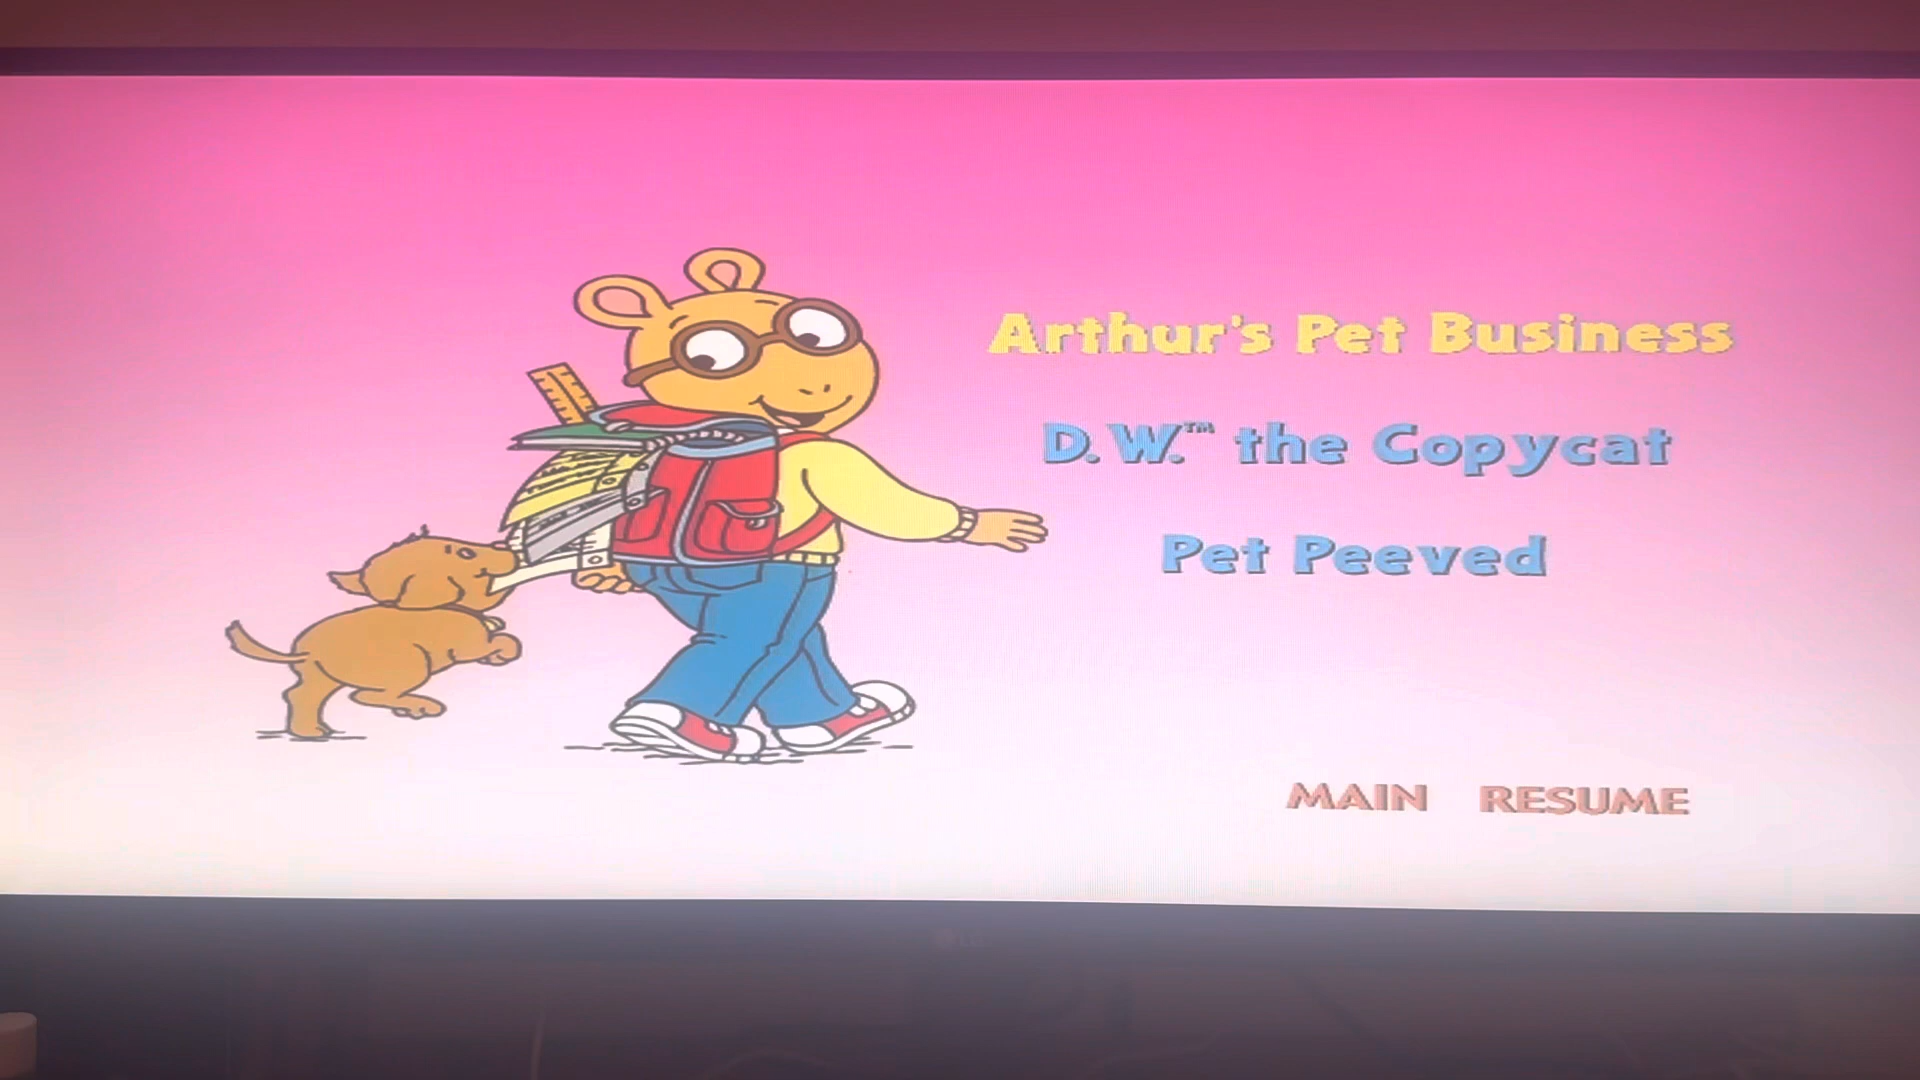 Arthur's Pet Business
D.W.™ the Copycat
Pet Peeved
MAIN RESUME